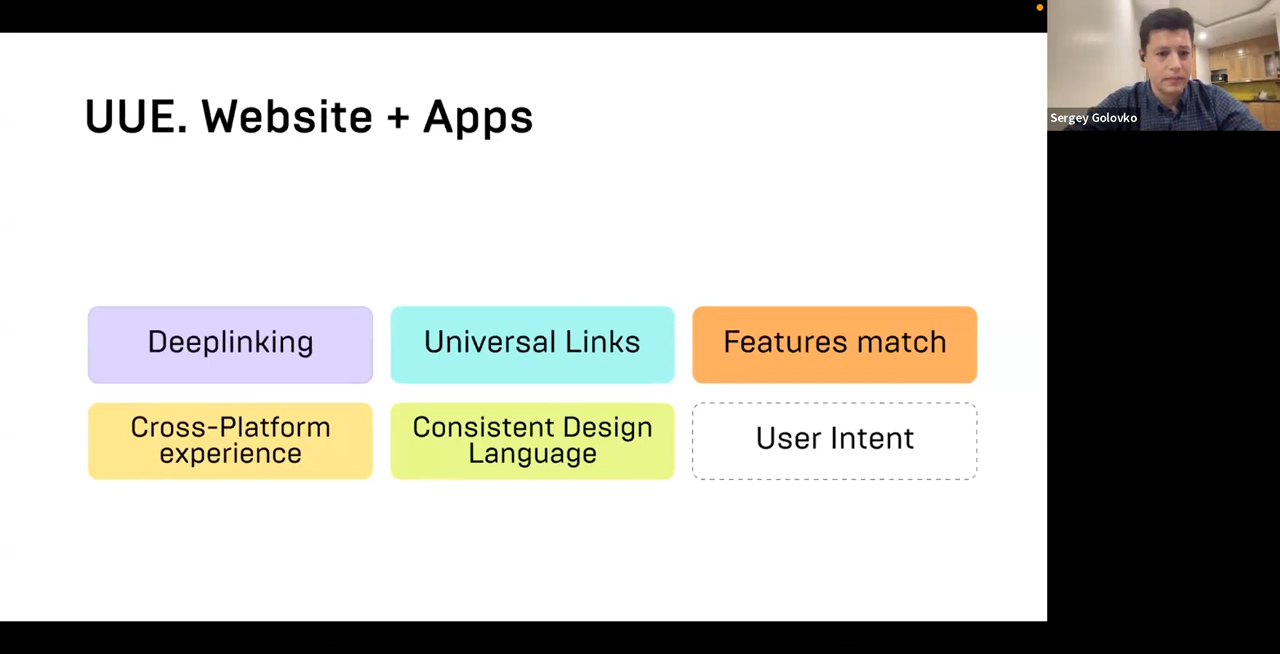 UUE. Website + Apps
Deeplinking
Universal Links
Features match
Cross-Platform
experience
Consistent Design
Language
User Intent
Sergey Golovko